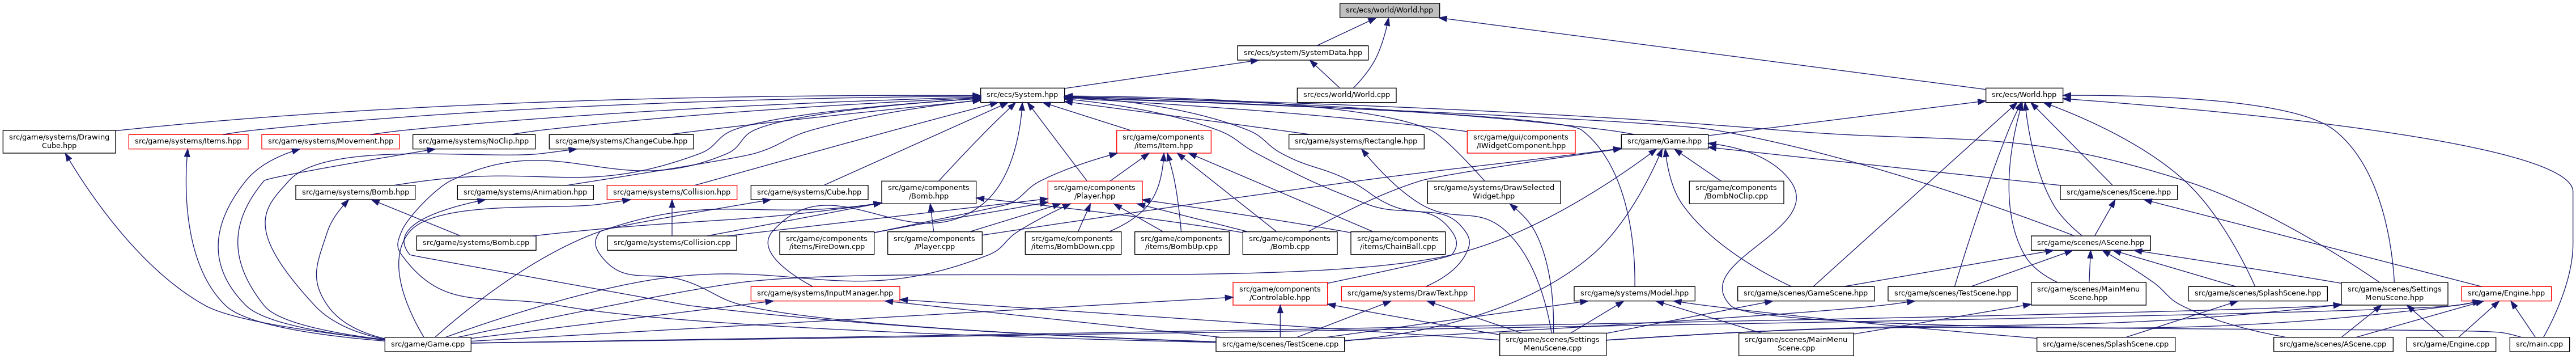 src/ecs/world/World.hpp
src/ecs/system/SystemData.hpp
src/ecs/System.hpp
src/ecs/world/World.cpp
src/ecs/World.hpp
src/game/systems/Drawing
Cube.hpp
src/game/systems/Items.hpp
src/game/systems/Movement.hpp
src/game/systems/NoClip.hpp
src/game/systems/ChangeCube.hpp
src/game/components
/items/Item.hpp
src/game/systems/Rectangle.hpp
src/game/gui/components
/IWidgetComponent.hpp
src/game/Game.hpp
src/game/systems/Bomb.hpp
src/game/systems/Animation.hpp
src/game/systems/Collision.hpp
src/game/systems/Cube.hpp
src/game/components
/Bomb.hpp
src/game/components
/Player.hpp
src/game/systems/DrawSelected
Widget.hpp
src/game/components
/BombNoClip.cpp
src/game/scenes/IScene.hpp
src/game/systems/Bomb.cpp
src/game/systems/Collision.cpp
src/game/components
/items/FireDown.cpp
src/game/components
/Player.cpp
src/game/components
/items/BombDown.cpp
src/game/components
/items/BombUp.cpp
src/game/components
/Bomb.cpp
src/game/components
/items/ChainBall.cpp
src/game/scenes/AScene.hpp
src/game/systems/InputManager.hpp
src/game/components
/Controlable.hpp
src/game/systems/DrawText.hpp
src/game/systems/Model.hpp
src/game/scenes/GameScene.hpp
src/game/scenes/TestScene.hpp
src/game/scenes/MainMenu
Scene.hpp
src/game/scenes/SplashScene.hpp
src/game/scenes/Settings
MenuScene.hpp
src/game/Engine.hpp
src/game/Game.cpp
src/game/scenes/TestScene.cpp
src/game/scenes/Settings
MenuScene.cpp
src/game/scenes/MainMenu
Scene.cpp
src/game/scenes/SplashScene.cpp
src/game/scenes/AScene.cpp
src/game/Engine.cpp
src/main.cpp